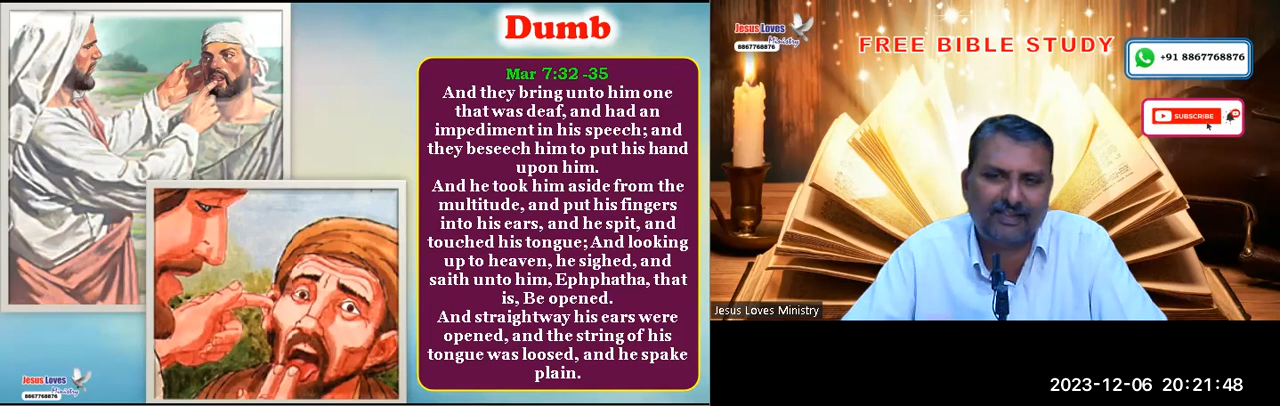 Dumb
Mar 7:32 -35
And they bring unto him one
that was deaf, and had an
impediment in his speech; and
they beseech him to put his hand
upon him.
And he took him aside from the
multitude, and put his fingers
into his ears, and he spit, and
touched his tongue; And looking
up to heaven, he sighed, and
saith unto him, Ephphatha, that
is, Be opened.
And straightway his ears were
opened, and the string of his
tongue was loosed, and he spake
plain.
Jesus Loves
Ministry
8867768876
Jesus Loves
Ministry
8867768876
FREE BIBLE STUDY
+91 8867768876
SUBSCRIBE
Jesus Loves Ministry
2023-12-06 20:21:48